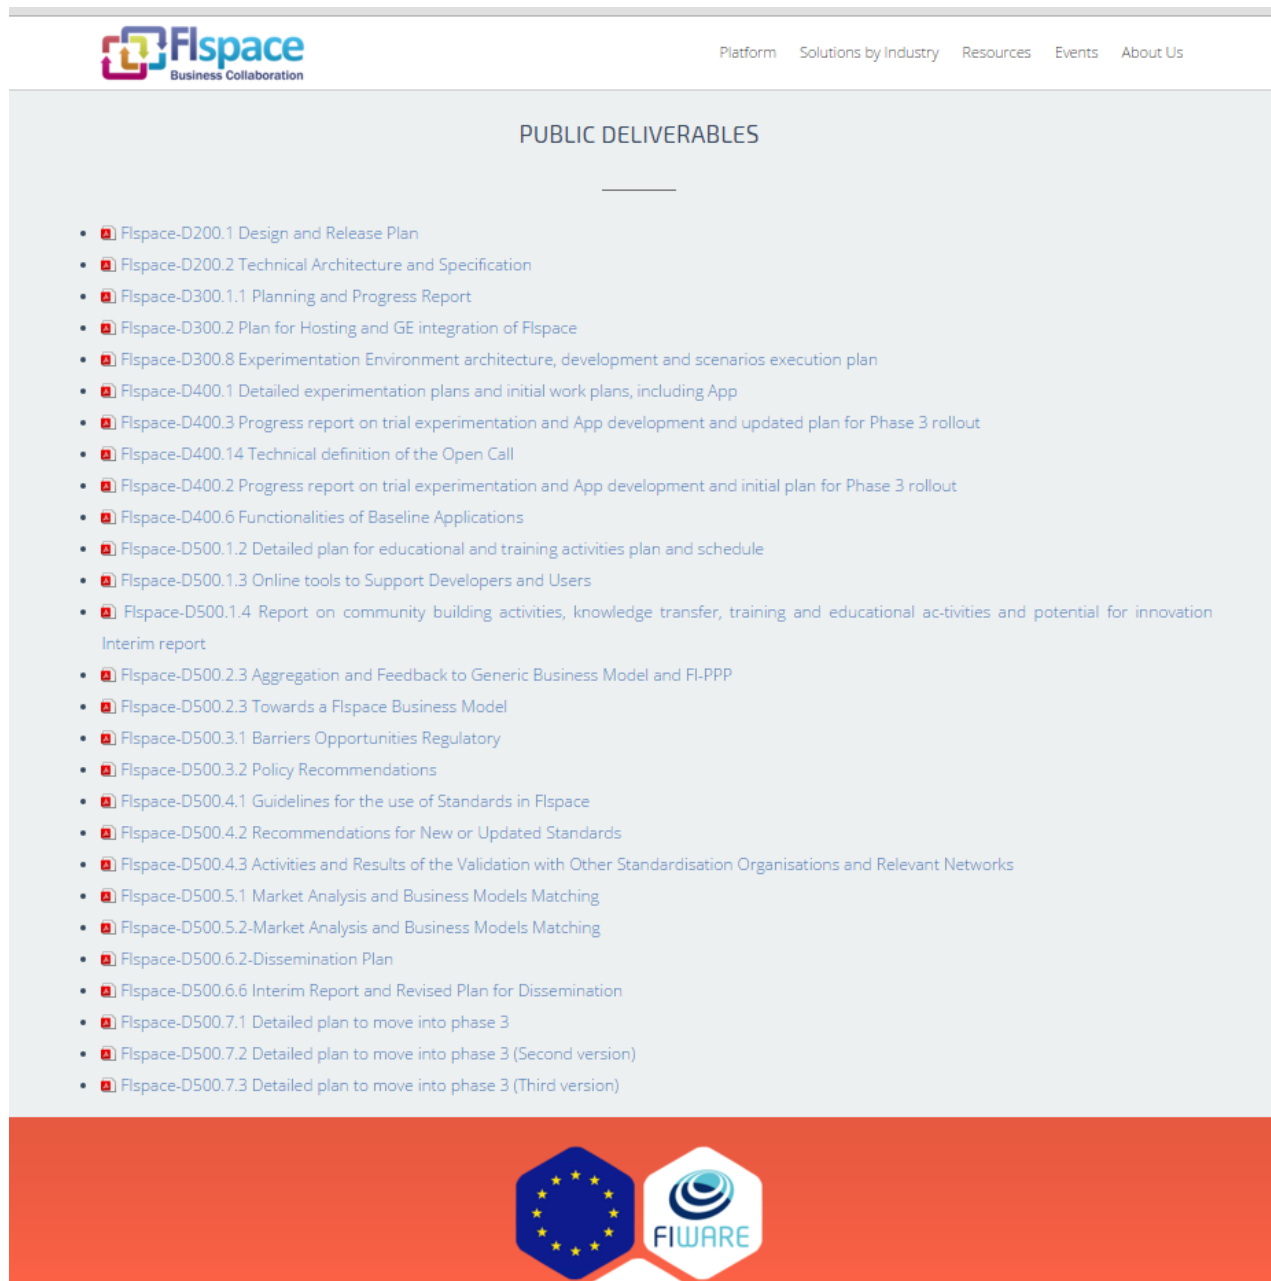 FIspace
Business Collaboration
Platform Solutions by Industry Resources Events About Us
PUBLIC DELIVERABLES
FIspace-D200.1 Design and Release Plan
FIspace-D200.2 Technical Architecture and Specification
FIspace-D300.1.1 Planning and Progress Report
FIspace-D300.2 Plan for Hosting and GE integration of FIspace
FIspace-D300.8 Experimentation Environment architecture, development and scenarios execution plan
FIspace-D400.1 Detailed experimentation plans and initial work plans, including App
FIspace-D400.3 Progress report on trial experimentation and App development and updated plan for Phase 3 rollout
FIspace-D400.14 Technical definition of the Open Call
FIspace-D400.2 Progress report on trial experimentation and App development and initial plan for Phase 3 rollout
FIspace-D400.6 Functionalities of Baseline Applications
FIspace-D500.1.2 Detailed plan for educational and training activities plan and schedule
FIspace-D500.1.3 Online tools to Support Developers and Users
FIspace-D500.1.4 Report on community building activities, knowledge transfer, training and educational ac-tivities and potential for innovation
Interim report
FIspace-D500.2.3 Aggregation and Feedback to Generic Business Model and FI-PPP
FIspace-D500.2.3 Towards a FIspace Business Model
FIspace-D500.3.1 Barriers Opportunities Regulatory
FIspace-D500.3.2 Policy Recommendations
FIspace-D500.4.1 Guidelines for the use of Standards in FIspace
FIspace-D500.4.2 Recommendations for New or Updated Standards
FIspace-D500.4.3 Activities and Results of the Validation with Other Standardisation Organisations and Relevant Networks
FIspace-D500.5.1 Market Analysis and Business Models Matching
FIspace-D500.5.2-Market Analysis and Business Models Matching
FIspace-D500.6.2-Dissemination Plan
FIspace-D500.6.6 Interim Report and Revised Plan for Dissemination
FIspace-D500.7.1 Detailed plan to move into phase 3
FIspace-D500.7.2 Detailed plan to move into phase 3 (Second version)
FIspace-D500.7.3 Detailed plan to move into phase 3 (Third version)
FIWARE